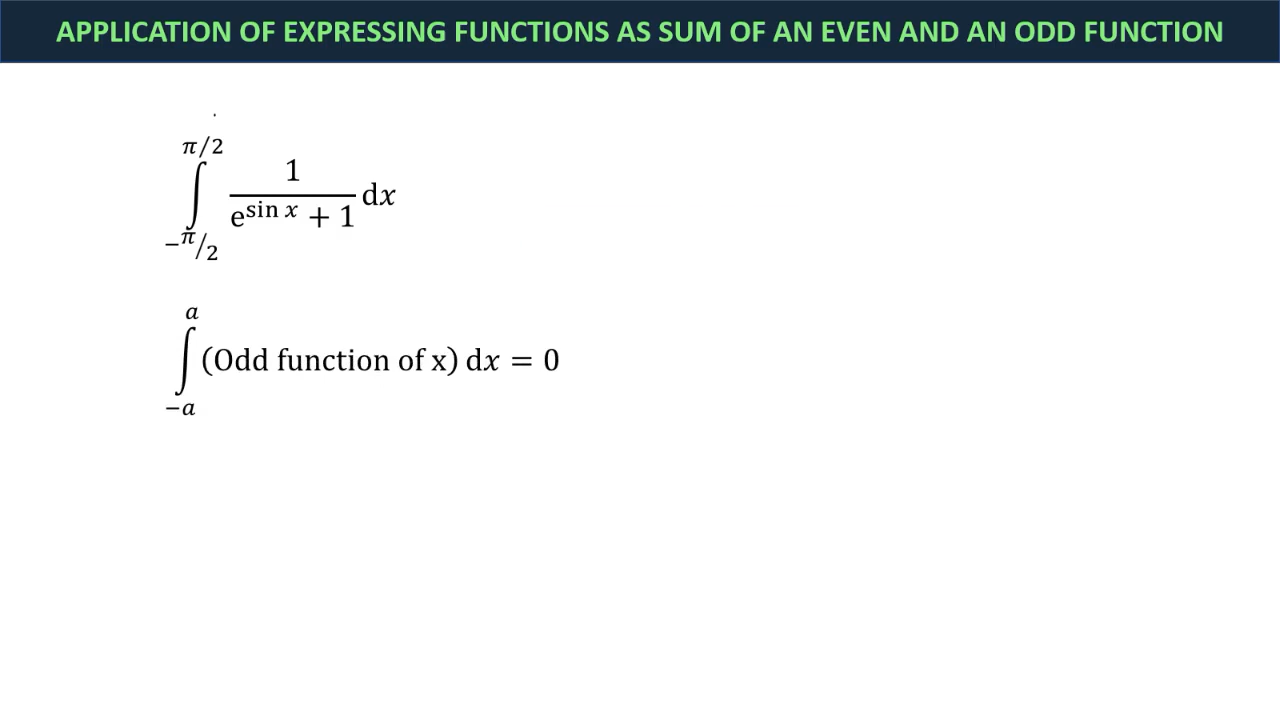 APPLICATION OF EXPRESSING FUNCTIONS AS SUM OF AN EVEN AND AN ODD FUNCTION
∫_{-π/2}^{π/2} 1/(e^{sin x} + 1) dx
∫_{-a}^{a} (Odd function of x) dx = 0